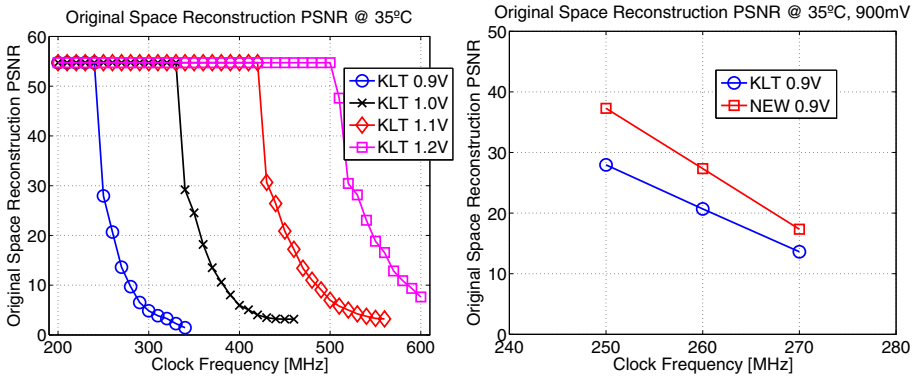 Original Space Reconstruction PSNR @ 35ºC
Original Space Reconstruction PSNR
60
50
40
30
20
10
0
200
300
400
500
600
Clock Frequency [MHz]
KLT 0.9V
KLT 1.0V
KLT 1.1V
KLT 1.2V
Original Space Reconstruction PSNR @ 35ºC, 900mV
Original Space Reconstruction PSNR
50
40
30
20
10
0
240
250
260
270
280
Clock Frequency [MHz]
KLT 0.9V
NEW 0.9V